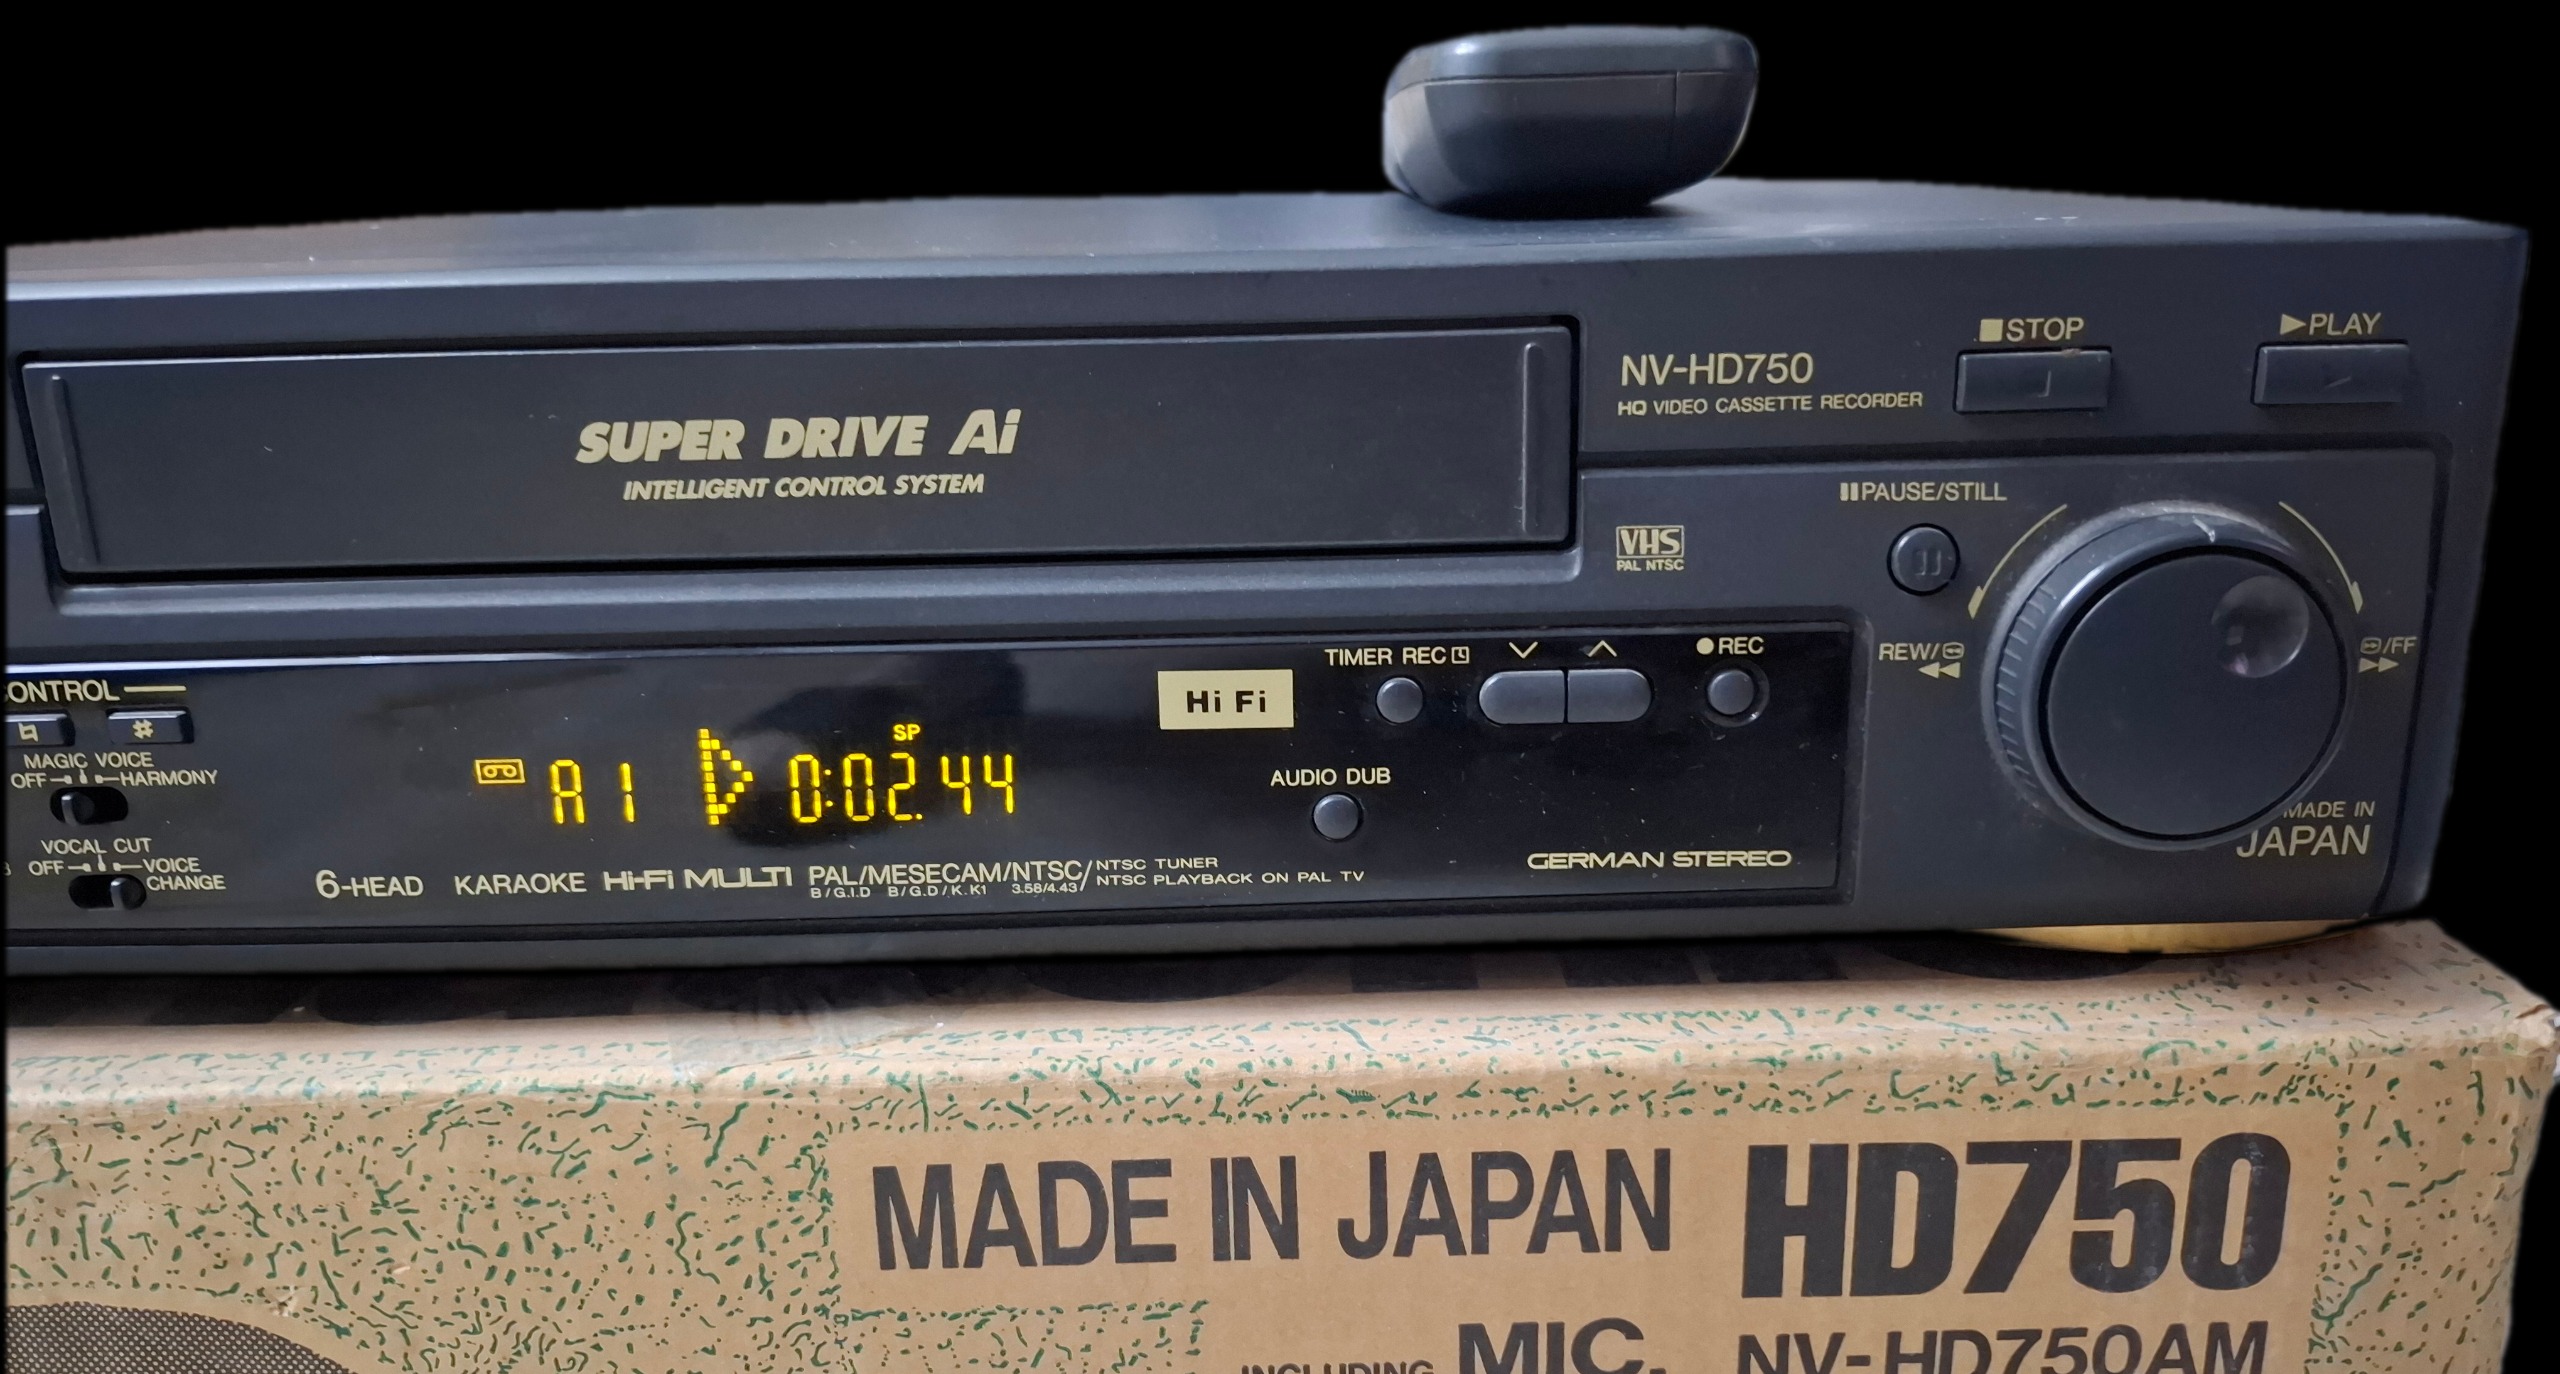 ■STOP
▶PLAY
NV-HD750
HQ VIDEO CASSETTE RECORDER
SUPER DRIVE Ai
INTELLIGENT CONTROL SYSTEM
PAUSE/STILL
VHS
PAL NTSC
REW/
/FF
TIMER REC
●REC
Hi Fi
AUDIO DUB
MADE IN
JAPAN
ONTROL
MAGIC VOICE
OFF HARMONY
VOCAL CUT
OFF VOICE
CHANGE
SP
A1 0:02.44
6-HEAD KARAOKE Hi-Fi MULTI PAL/MESECAM/NTSC/
B/G.I.D B/G.D/K.K1 3.58/4.43
NTSC TUNER
NTSC PLAYBACK ON PAL TV
GERMAN STEREO
MADE IN JAPAN HD750
INCLUDING MIC. NV-HD750AM